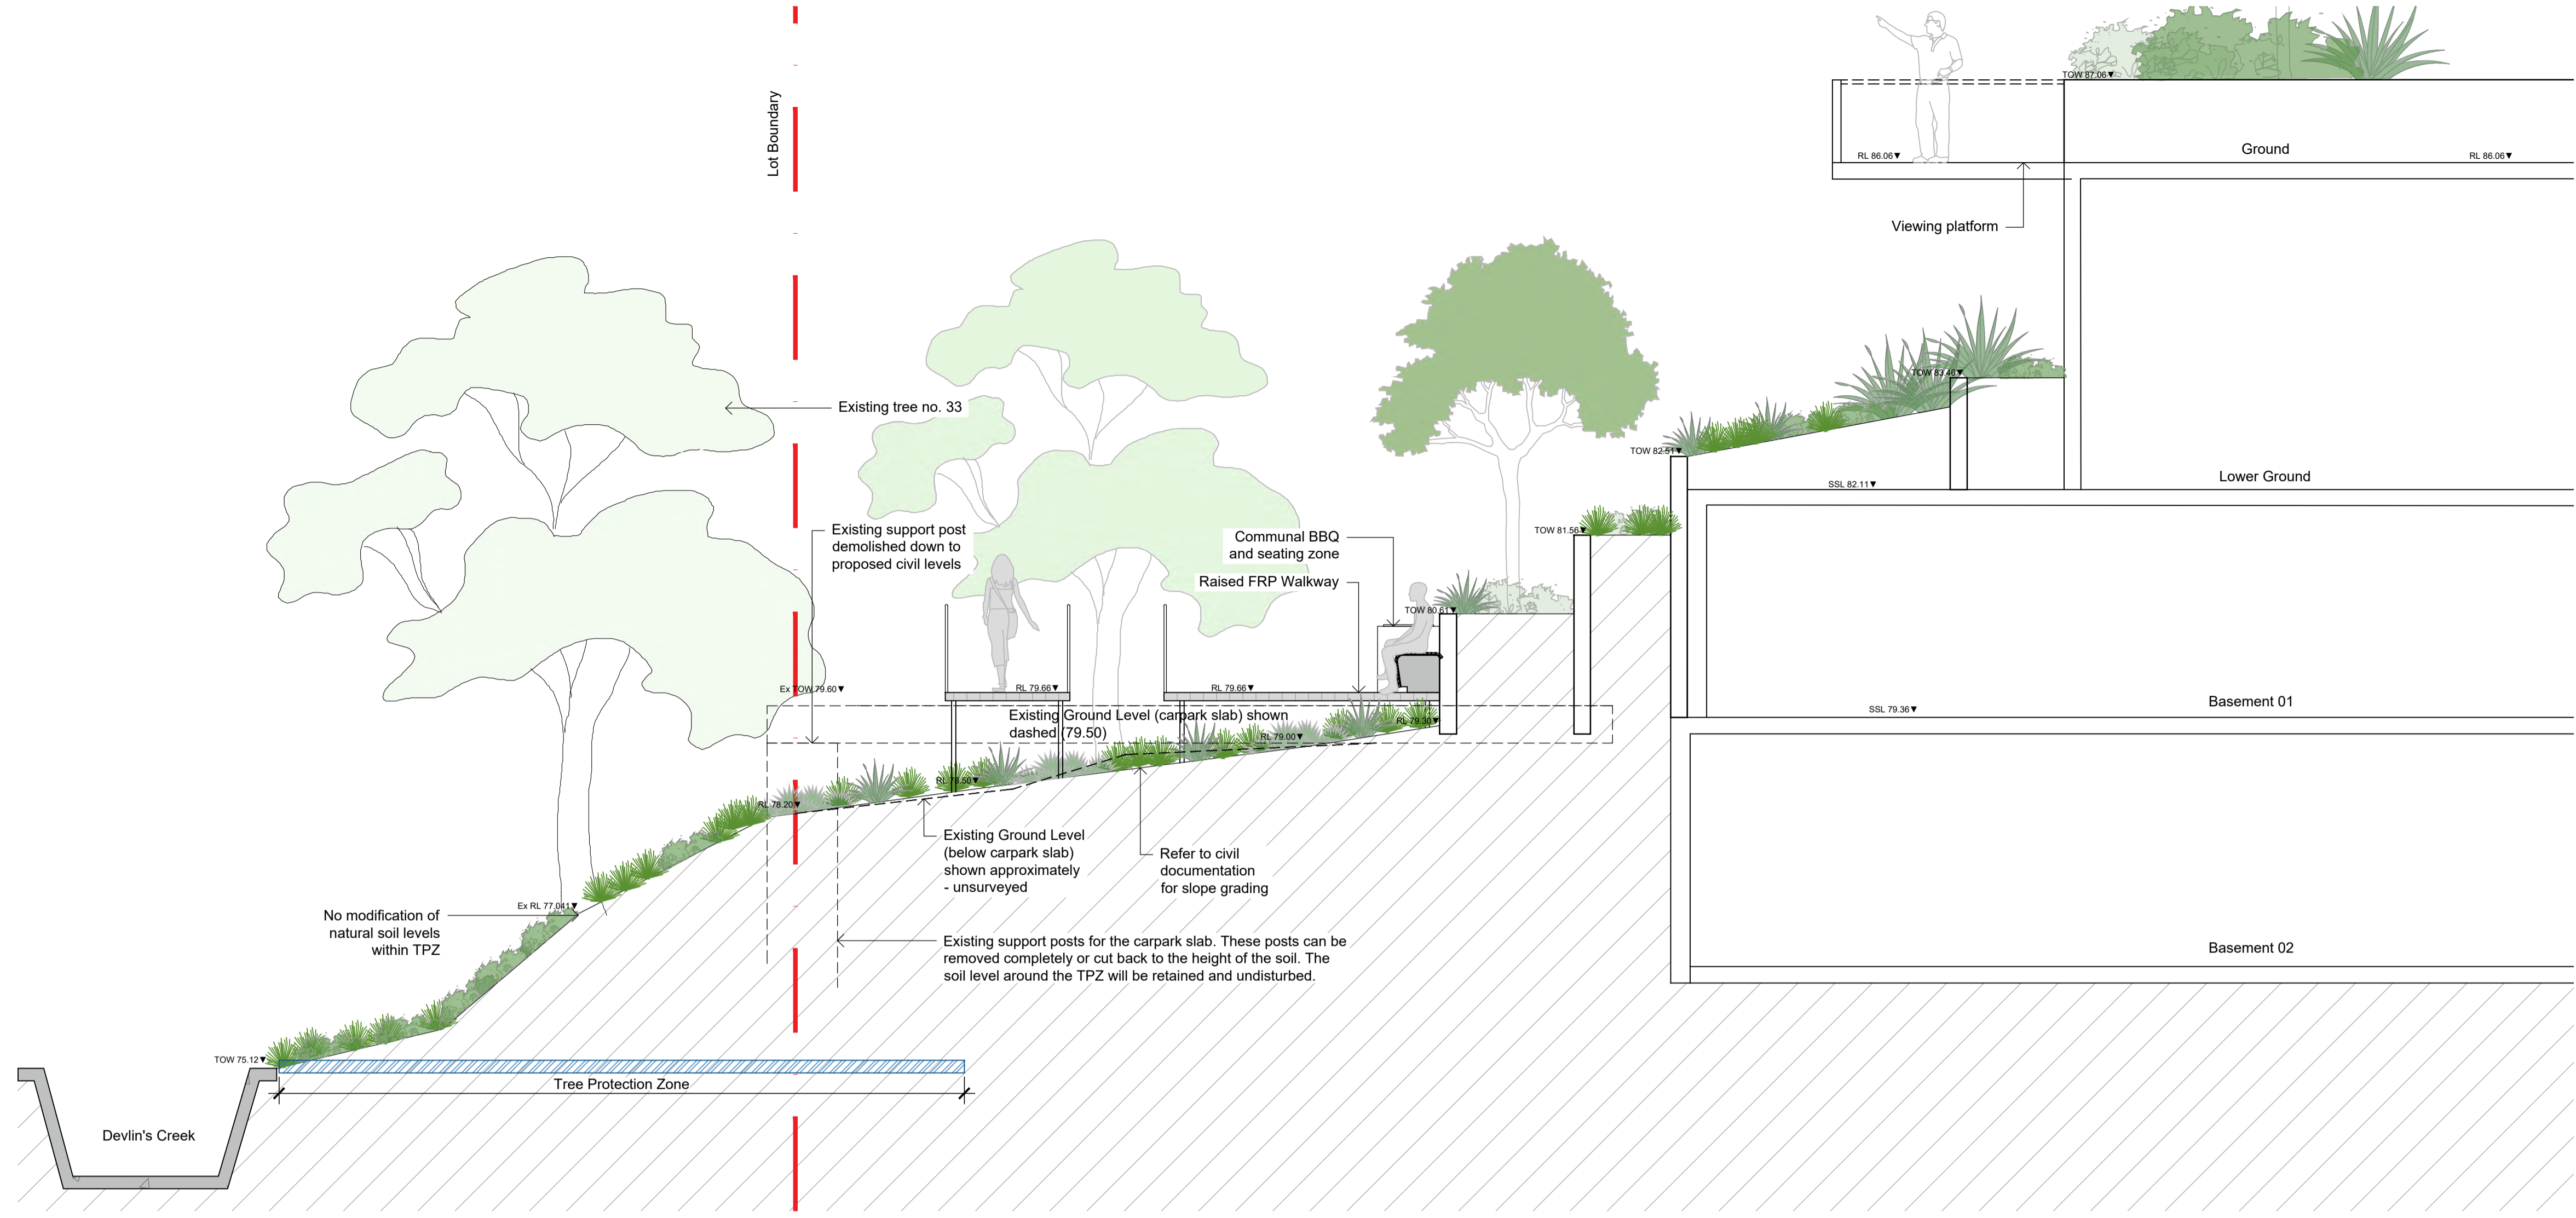 Lot Boundary
TOW 87.06
RL 86.06
Ground
RL 86.06
Viewing platform
Existing tree no. 33
TOW 83.46
TOW 82.51
SSL 82.11
Lower Ground
Existing support post
demolished down to
proposed civil levels
Communal BBQ
and seating zone
Raised FRP Walkway
TOW 81.56
TOW 80.61
Ex TOW 79.60
RL 79.66
RL 79.66
Existing Ground Level (carpark slab) shown
dashed (79.50)
RL 79.30
RL 79.00
SSL 79.36
Basement 01
RL 78.50
RL 78.20
Existing Ground Level
(below carpark slab)
shown approximately
- unsurveyed
Refer to civil
documentation
for slope grading
Ex RL 77.041
No modification of
natural soil levels
within TPZ
Existing support posts for the carpark slab. These posts can be
removed completely or cut back to the height of the soil. The
soil level around the TPZ will be retained and undisturbed.
Basement 02
TOW 75.12
Tree Protection Zone
Devlin's Creek